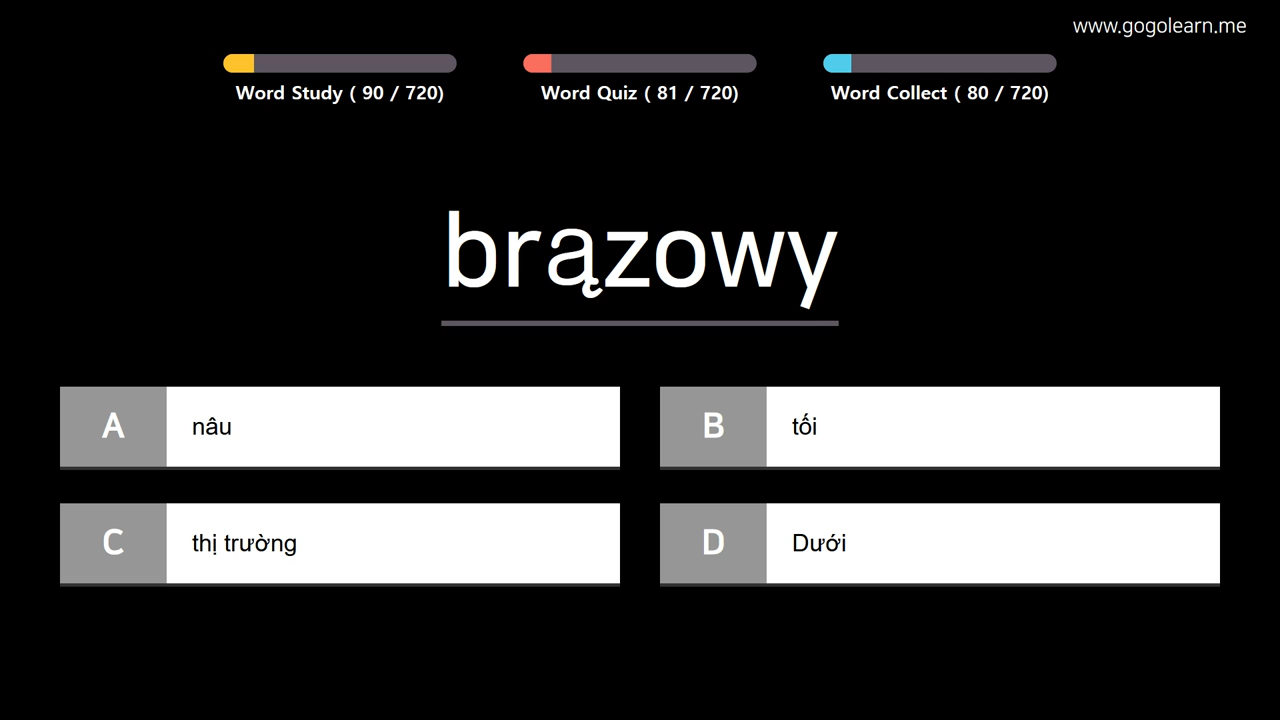 www.gogolearn.me
Word Study ( 90 / 720)
Word Quiz ( 81 / 720)
Word Collect ( 80 / 720)
brązowy
A nâu
B tối
C thị trường
D Dưới